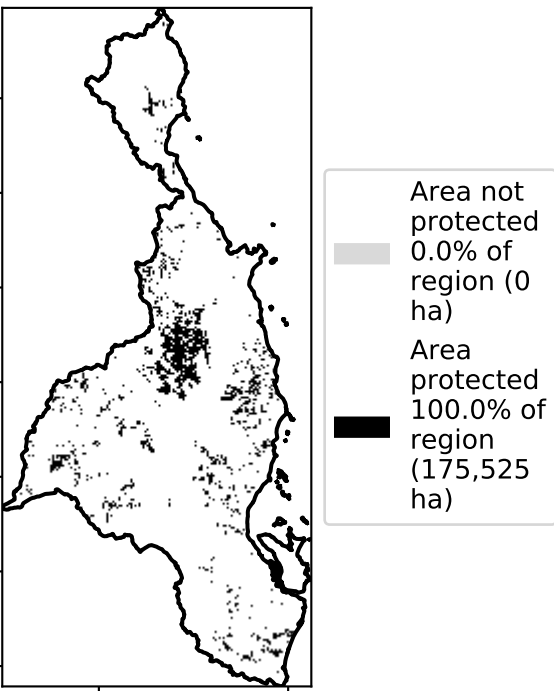 Area not
protected
0.0% of
region (0
ha)
Area
protected
100.0% of
region
(175,525
ha)